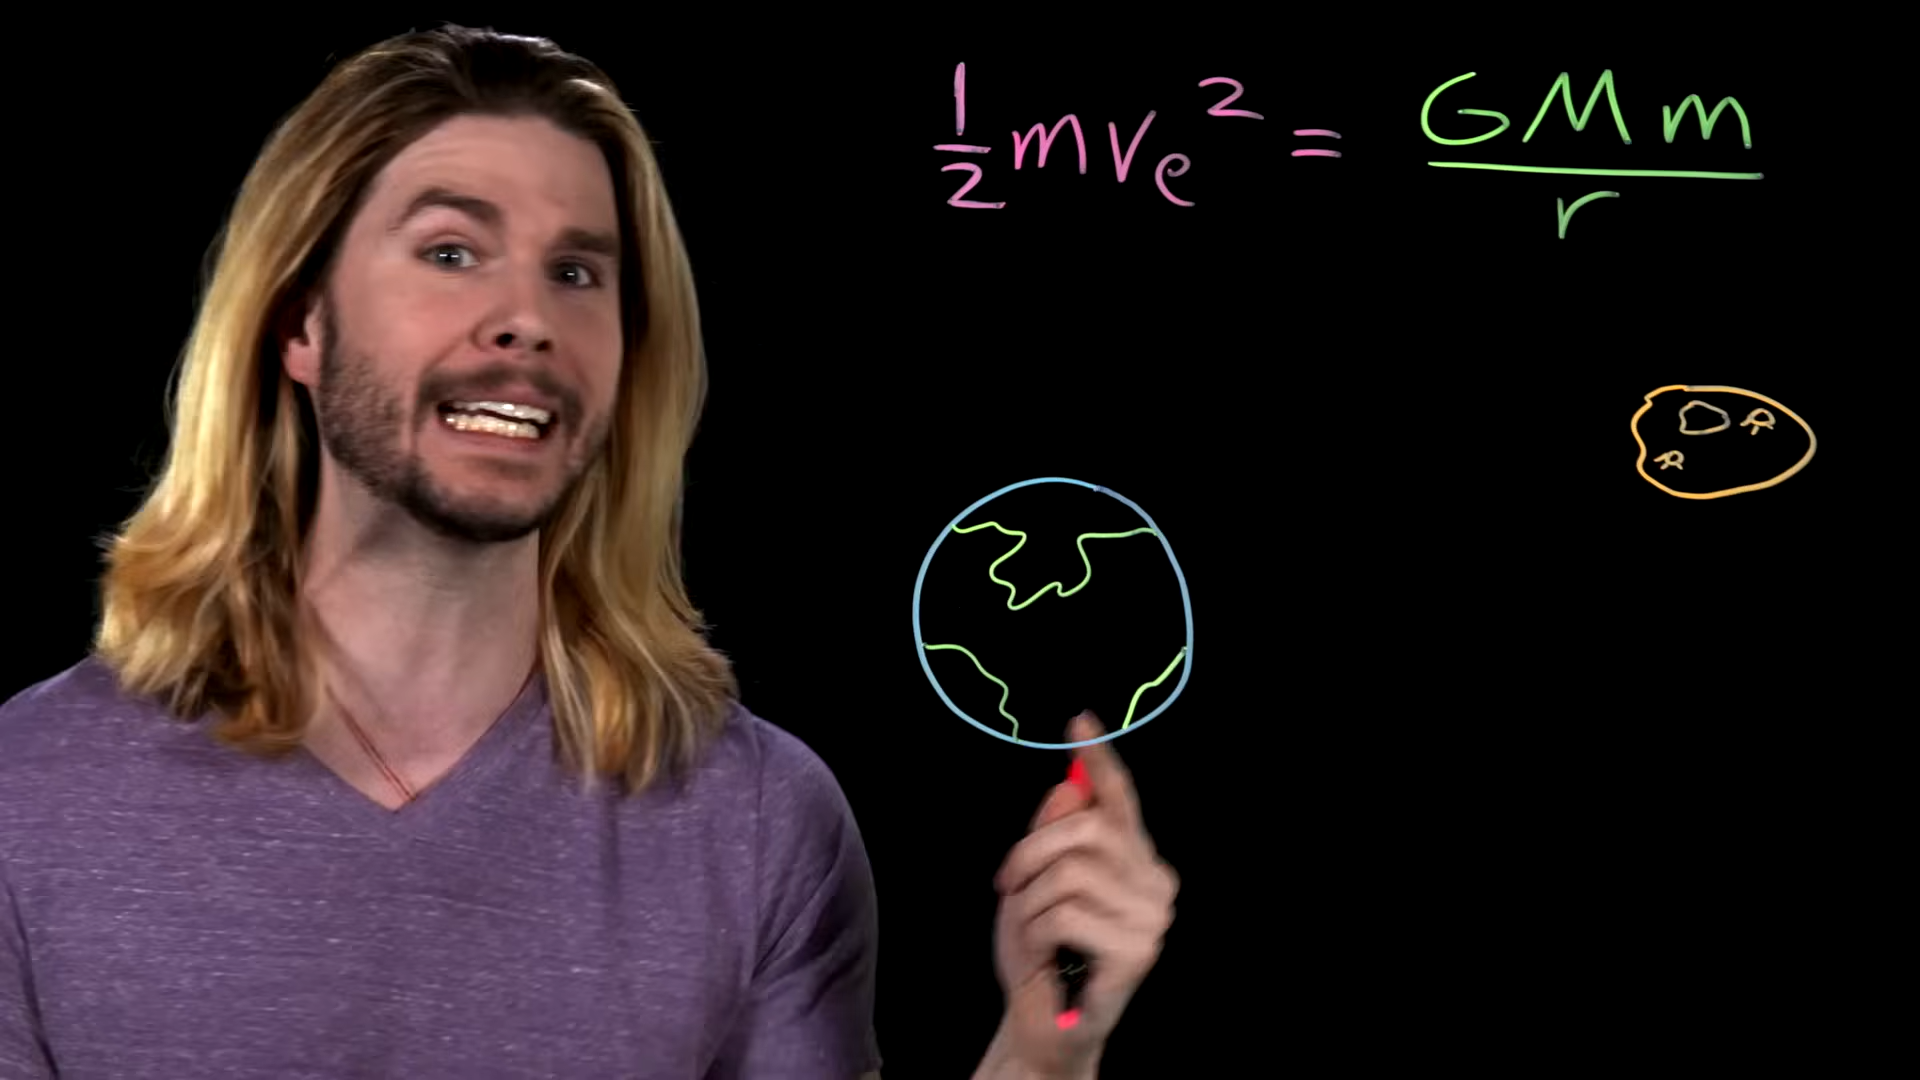 ½mvₑ² = GMm/r